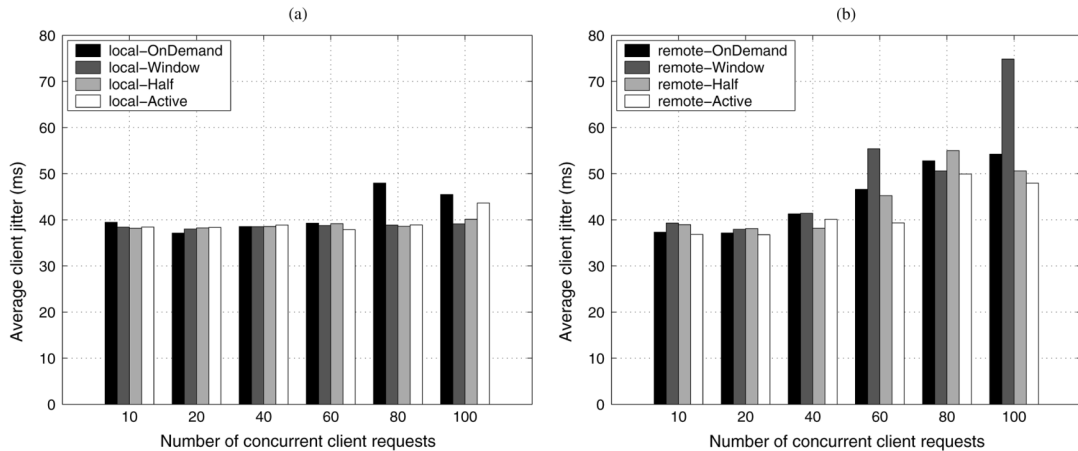 (a)
80
70
60
50
40
30
20
10
0
Average client jitter (ms)
local-OnDemand
local-Window
local-Half
local-Active
10 20 40 60 80 100
Number of concurrent client requests
(b)
80
70
60
50
40
30
20
10
0
Average client jitter (ms)
remote-OnDemand
remote-Window
remote-Half
remote-Active
10 20 40 60 80 100
Number of concurrent client requests